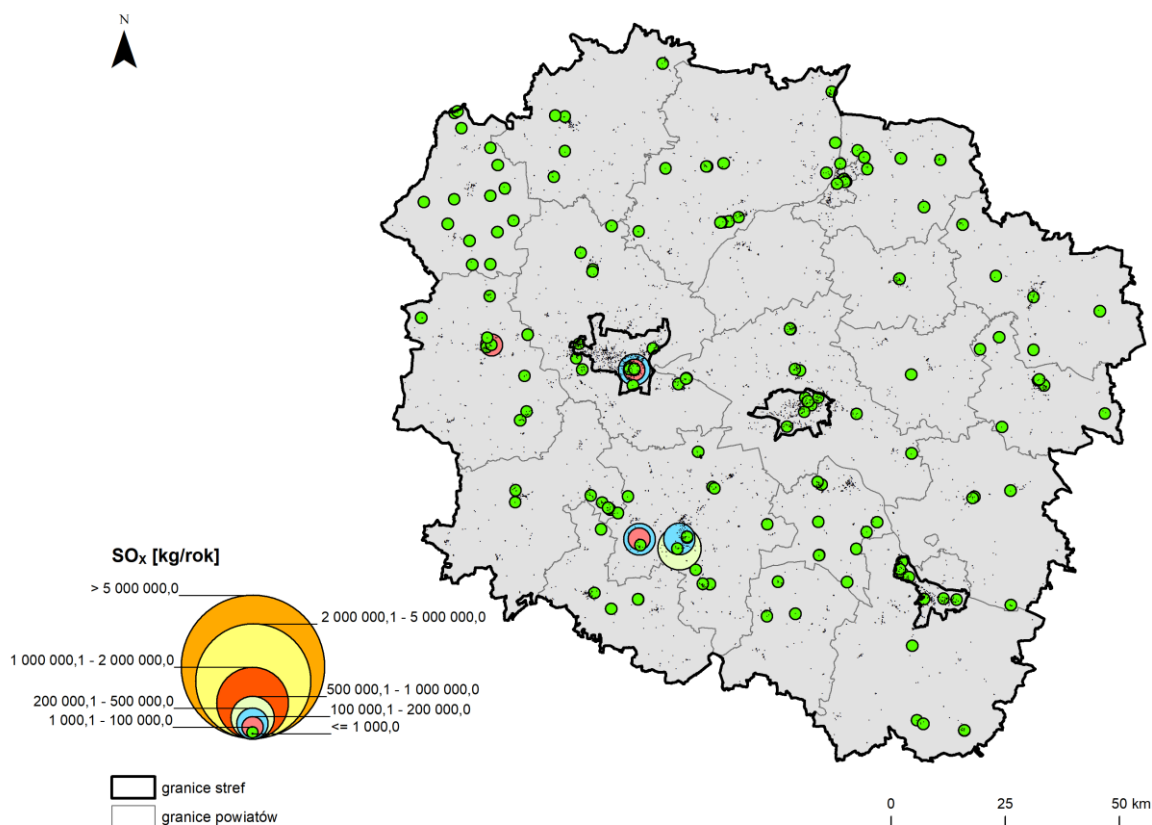 N
SOₓ [kg/rok]
> 5 000 000,0
2 000 000,1 - 5 000 000,0
1 000 000,1 - 2 000 000,0
500 000,1 - 1 000 000,0
200 000,1 - 500 000,0
100 000,1 - 200 000,0
1 000,1 - 100 000,0
<= 1 000,0
granice stref
granice powiatów
0 25 50 km